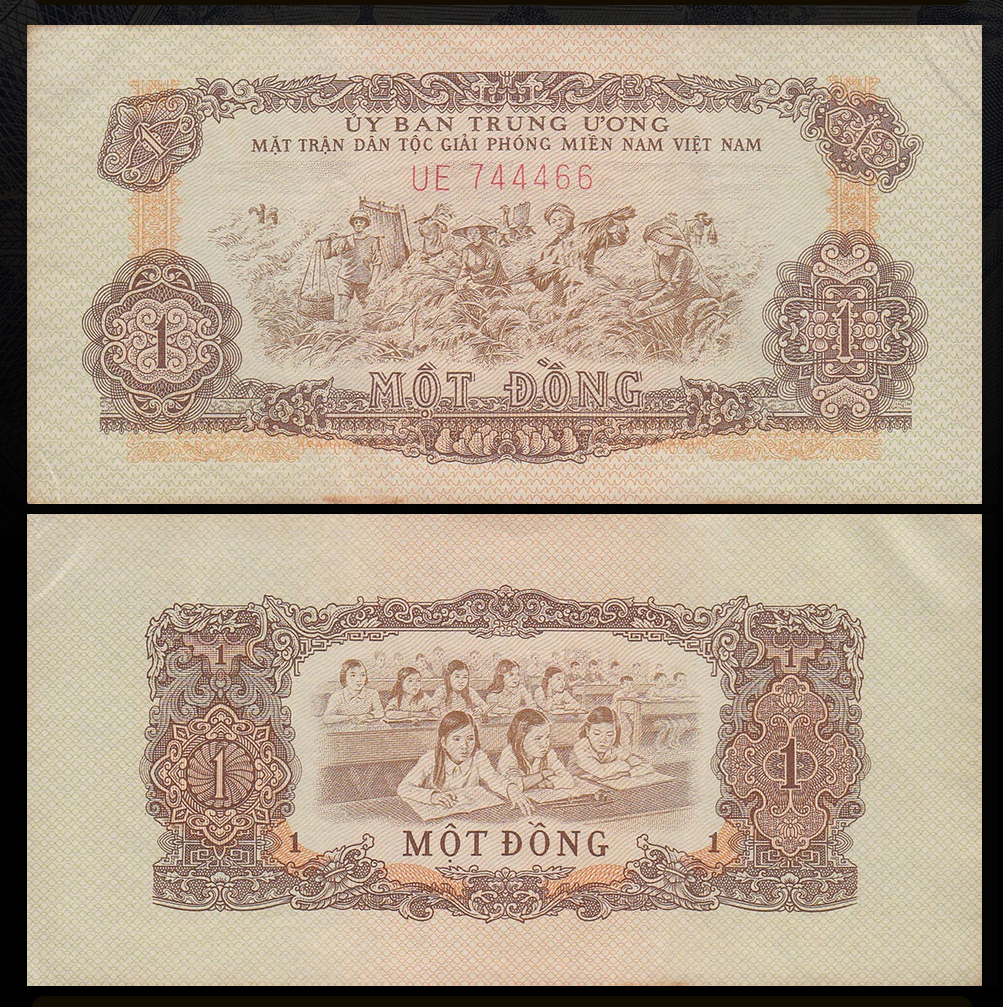 1
ỦY BAN TRUNG ƯƠNG
MẶT TRẬN DÂN TỘC GIẢI PHÓNG MIỀN NAM VIỆT NAM
UE 744466
1 1
MỘT ĐỒNG
1 1
1 1
1 1
MỘT ĐỒNG